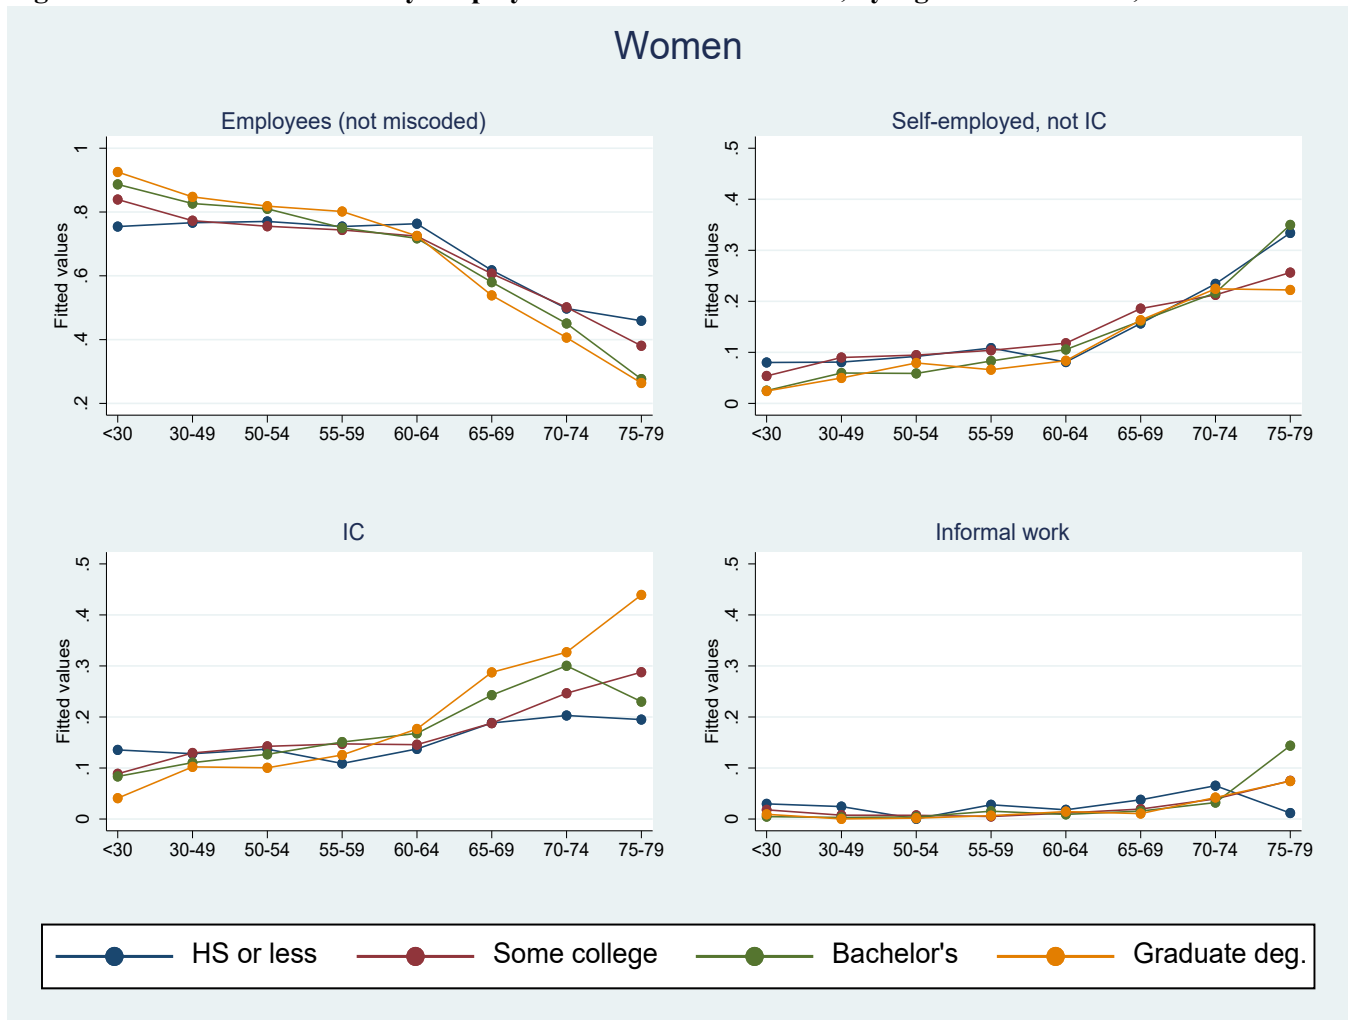 Women
Employees (not miscoded)
Fitted values
1
.8
.6
.4
.2
<30 30-49 50-54 55-59 60-64 65-69 70-74 75-79
Self-employed, not IC
Fitted values
.5
.4
.3
.2
.1
0
<30 30-49 50-54 55-59 60-64 65-69 70-74 75-79
IC
Fitted values
.5
.4
.3
.2
.1
0
<30 30-49 50-54 55-59 60-64 65-69 70-74 75-79
Informal work
Fitted values
.5
.4
.3
.2
.1
0
<30 30-49 50-54 55-59 60-64 65-69 70-74 75-79
HS or less Some college Bachelor's Graduate deg.